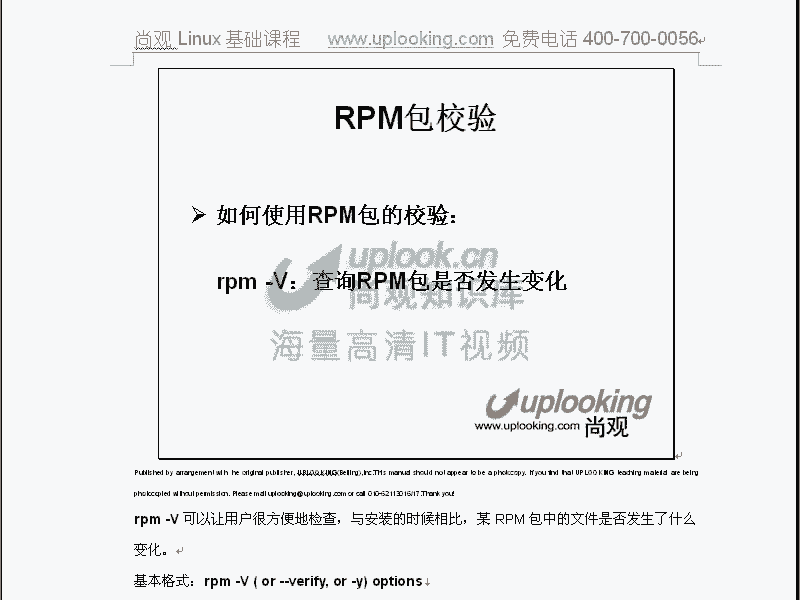 尚观 Linux 基础课程 www.uplooking.com 免费电话 400-700-0056
RPM包校验
➢ 如何使用RPM包的校验：
uplook.cn
rpm -V：查询RPM包是否发生变化
尚观知识库
海量高清IT视频
uplooking
www.uplooking.com 尚观
Published by arrangement with the original publisher, UPLOOKING(Beijing),Inc.This manual should not appear to be a photocopy. If you find that UPLOOKING teaching material are being
photocopied without permission. Please mail uplooking@uplooking.com or call 010-62113016/17.Thank you!
rpm -V 可以让用户很方便地检查，与安装的时候相比，某 RPM 包中的文件是否发生了什么
变化。
基本格式：rpm -V ( or --verify, or -y) options